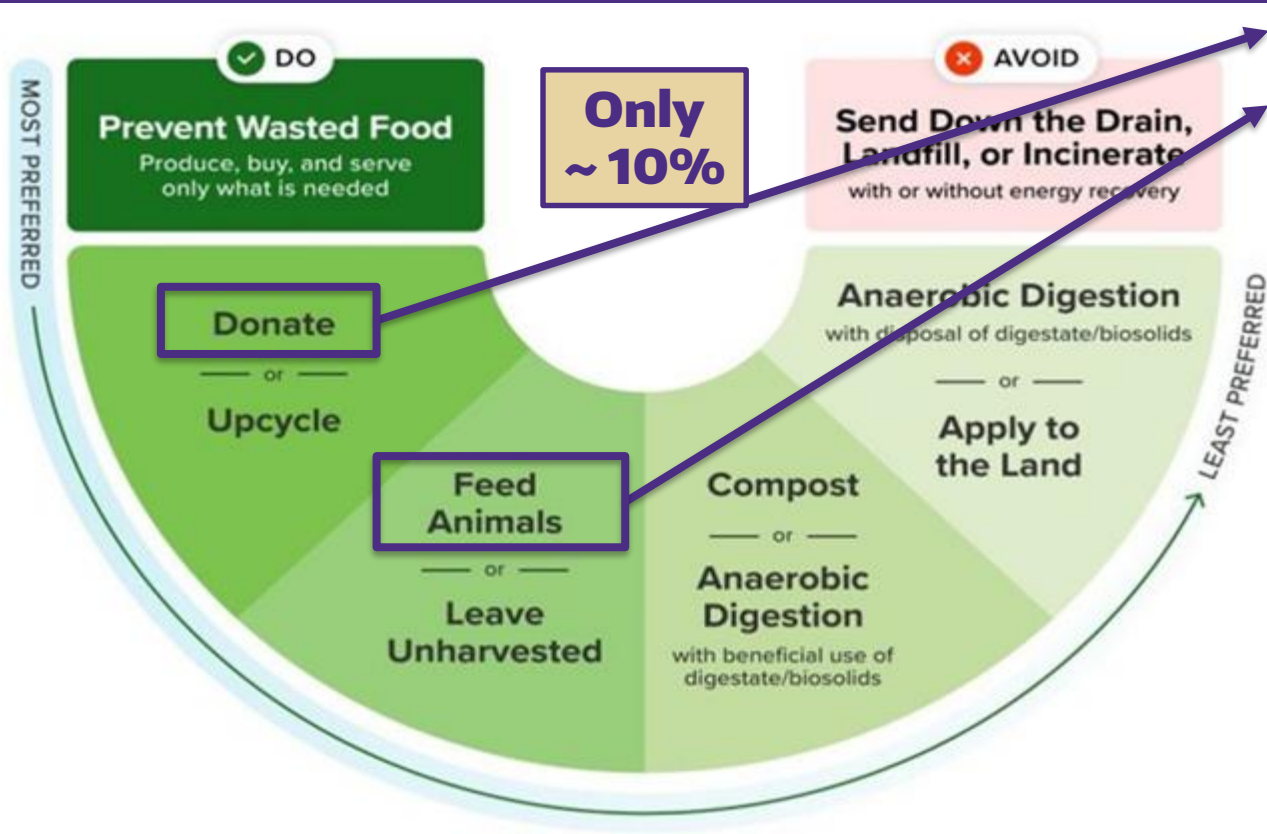 DO
Prevent Wasted Food
Produce, buy, and serve
only what is needed
Only
~ 10%
AVOID
Send Down the Drain,
Landfill, or Incinerate
with or without energy recovery
MOST PREFERRED
Donate
or
Upcycle
Feed
Animals
or
Leave
Unharvested
Compost
or
Anaerobic
Digestion
with beneficial use of
digestate/biosolids
Anaerobic Digestion
with disposal of digestate/biosolids
or
Apply to
the Land
LEAST PREFERRED